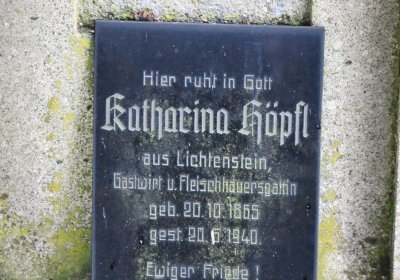 Hier ruht in Gott
Katharina Höpfl
aus Lichtenstein,
Gastwirt u. Fleischhauersgattin
geb. 20.10.1865
gest. 20.6.1940.
Ewiger Friede!